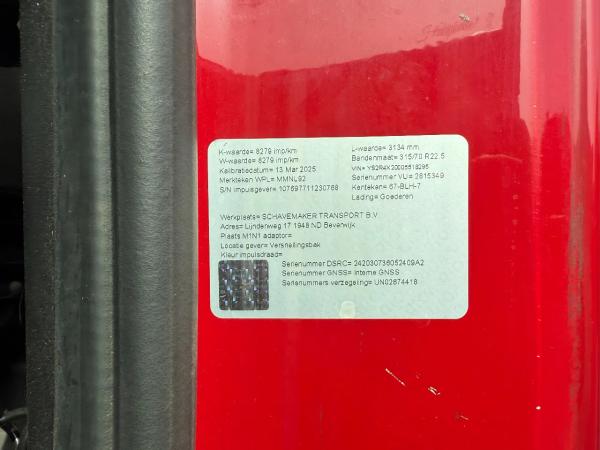 K-waarde= 8279 imp/km
W-waarde= 8279 imp/km
Kalibratiedatum= 13 Mar 2025
Merkteken WPL= MMNL92
S/N impulsgever= 107697711230768
L-waarde= 3134 mm
Bandenmaat= 315/70 R22.5
VIN= YS2R4X20005518295
Serienummer VU= 2815349
Kenteken= 67-BLH-7
Lading= Goederen
Werkplaats= SCHAVEMAKER TRANSPORT B.V.
Adres= Lijnderweg 17 1948 ND Beverwijk
Plaats M1N1 adaptor=
Locatie gever= Versnellingsbak
Kleur impulsdraad=
Serienummer DSRC= 242030736052409A2
Serienummer GNSS= Interne GNSS
Serienummers verzegeling= UN02674418